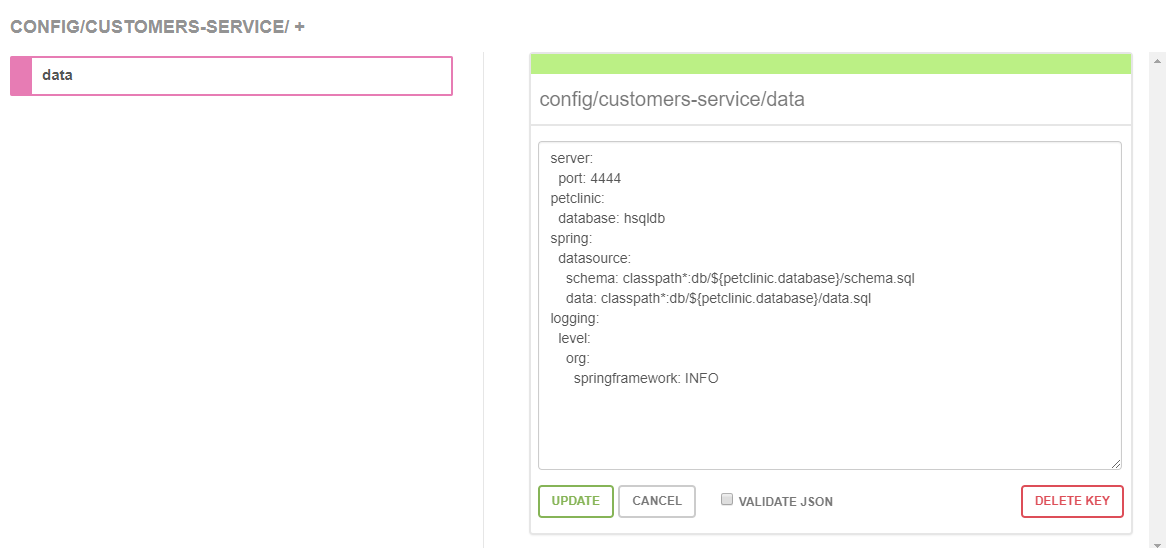 CONFIG/CUSTOMERS-SERVICE/ +
data
config/customers-service/data
server:
  port: 4444
petclinic:
  database: hsqldb
spring:
  datasource:
    schema: classpath*:db/${petclinic.database}/schema.sql
    data: classpath*:db/${petclinic.database}/data.sql
logging:
  level:
    org:
      springframework: INFO
UPDATE CANCEL VALIDATE JSON DELETE KEY